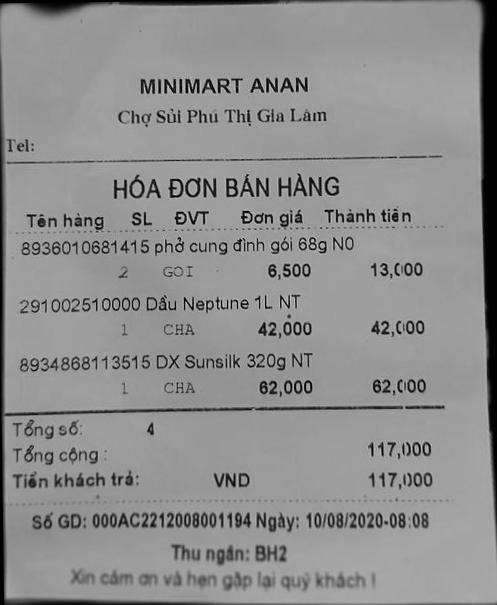 MINIMART ANAN
Chợ Sủi Phú Thị Gia Lâm
Tel:
HÓA ĐƠN BÁN HÀNG
Tên hàng SL ĐVT Đơn giá Thành tiền
8936010681415 phở cung đình gói 68g N0
2 GOI 6,500 13,000
291002510000 Dầu Neptune 1L NT
1 CHA 42,000 42,000
8934868113515 DX Sunsilk 320g NT
1 CHA 62,000 62,000
Tổng số: 4
Tổng cộng : 117,000
Tiền khách trả: VND 117,000
Số GD: 000AC2212008001194 Ngày: 10/08/2020-08:08
Thu ngân: BH2
Xin cảm ơn và hẹn gặp lại quý khách !